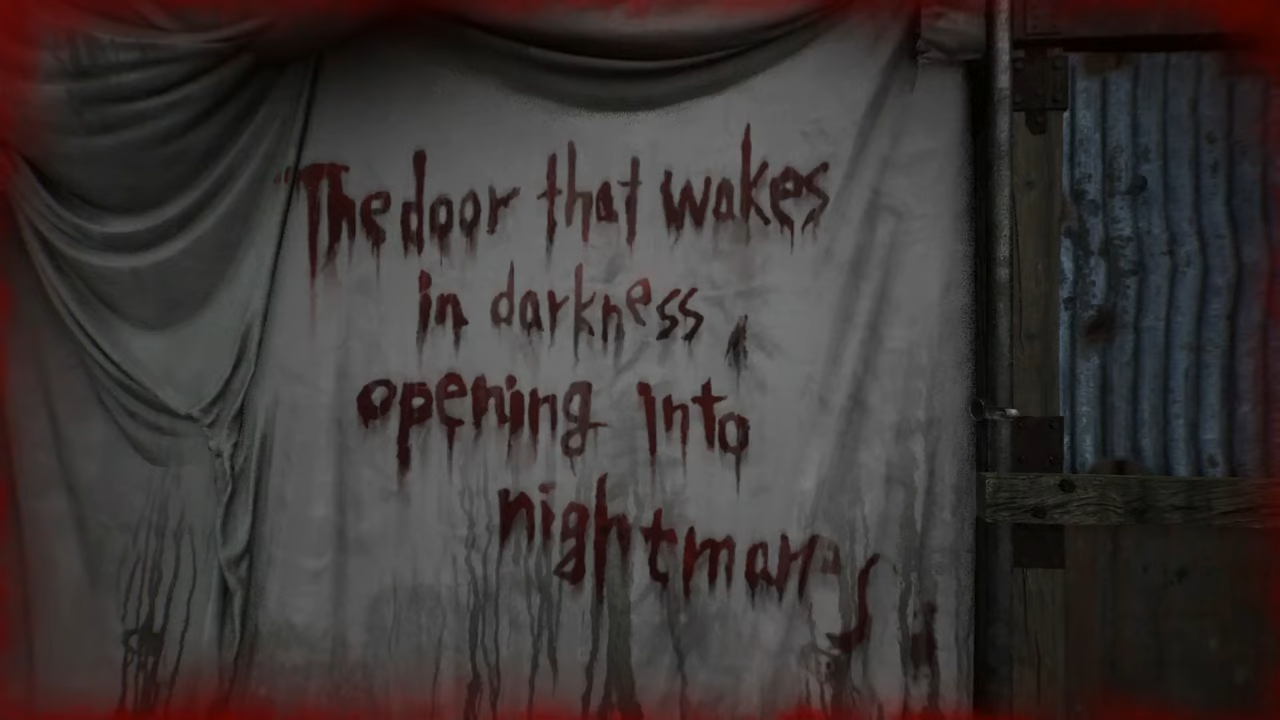 "The door that wakes
in darkness,
opening into
nightmares.